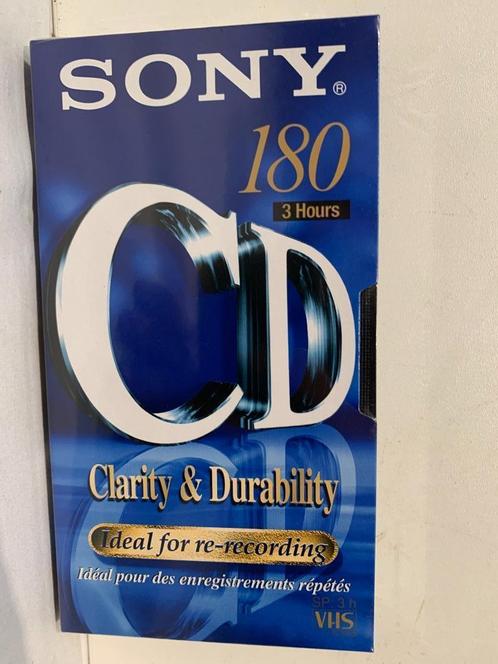 SONY®
180
3 Hours
CD
Clarity & Durability
Ideal for re-recording
Idéal pour des enregistrements répétés
SP: 3 h
VHS